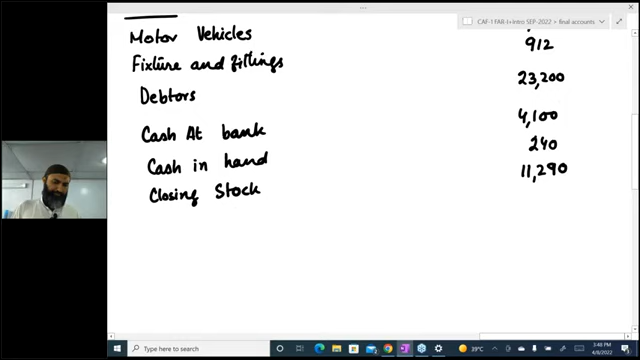 CAF-1 FAR-I+Intro SEP-2022 > final accounts
Motor Vehicles
912
Fixture and fittings
23,200
Debtors
4,100
Cash At bank
240
Cash in hand
11,290
Closing Stock
Type here to search
39°C
3:48 PM
4/8/2022